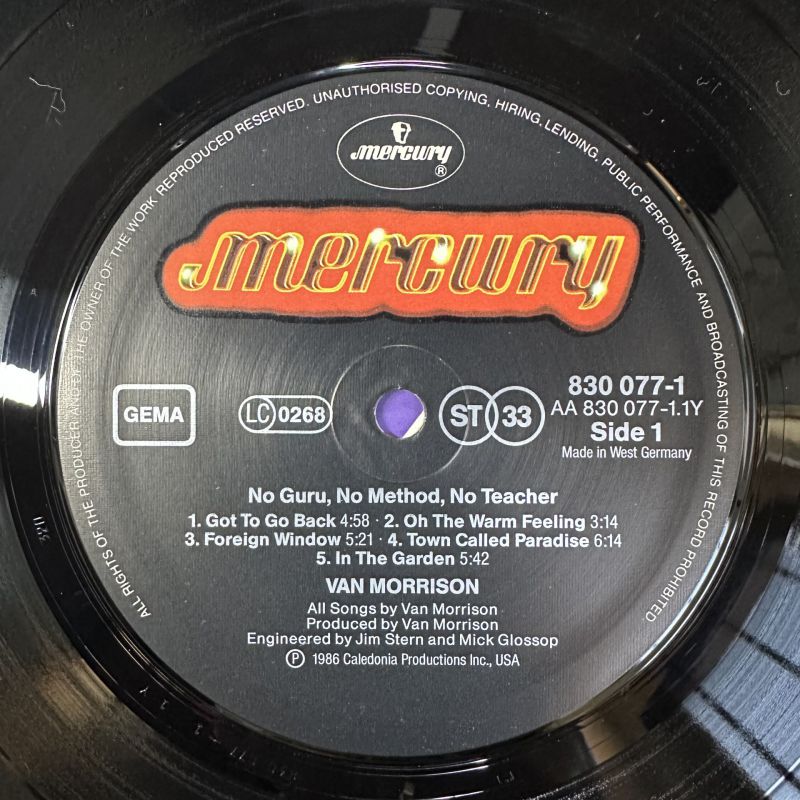 ALL RIGHTS OF THE PRODUCER AND OF THE OWNER OF THE WORK REPRODUCED RESERVED. UNAUTHORISED COPYING, HIRING, LENDING, PUBLIC PERFORMANCE AND BROADCASTING OF THIS RECORD PROHIBITED.
mercury ®
mercury
GEMA
LC 0268
ST 33
830 077-1
AA 830 077-1.1Y
Side 1
Made in West Germany
No Guru, No Method, No Teacher
1. Got To Go Back 4:58 · 2. Oh The Warm Feeling 3:14
3. Foreign Window 5:21 · 4. Town Called Paradise 6:14
5. In The Garden 5:42
VAN MORRISON
All Songs by Van Morrison
Produced by Van Morrison
Engineered by Jim Stern and Mick Glossop
℗ 1986 Caledonia Productions Inc., USA
320